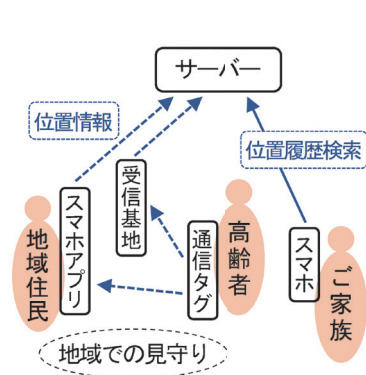 サーバー
位置情報
位置履歴検索
受信基地
スマホアプリ
地域住民
通信タグ
高齢者
スマホ
ご家族
地域での見守り